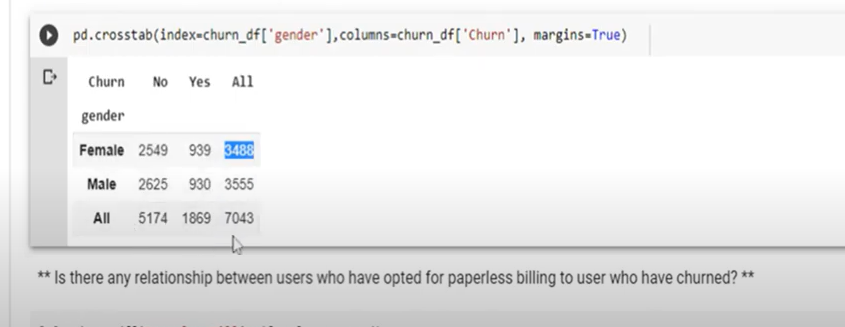 pd.crosstab(index=churn_df['gender'],columns=churn_df['Churn'], margins=True)
Churn No Yes All
gender
Female 2549 939 3488
Male 2625 930 3555
All 5174 1869 7043
** Is there any relationship between users who have opted for paperless billing to user who have churned? **